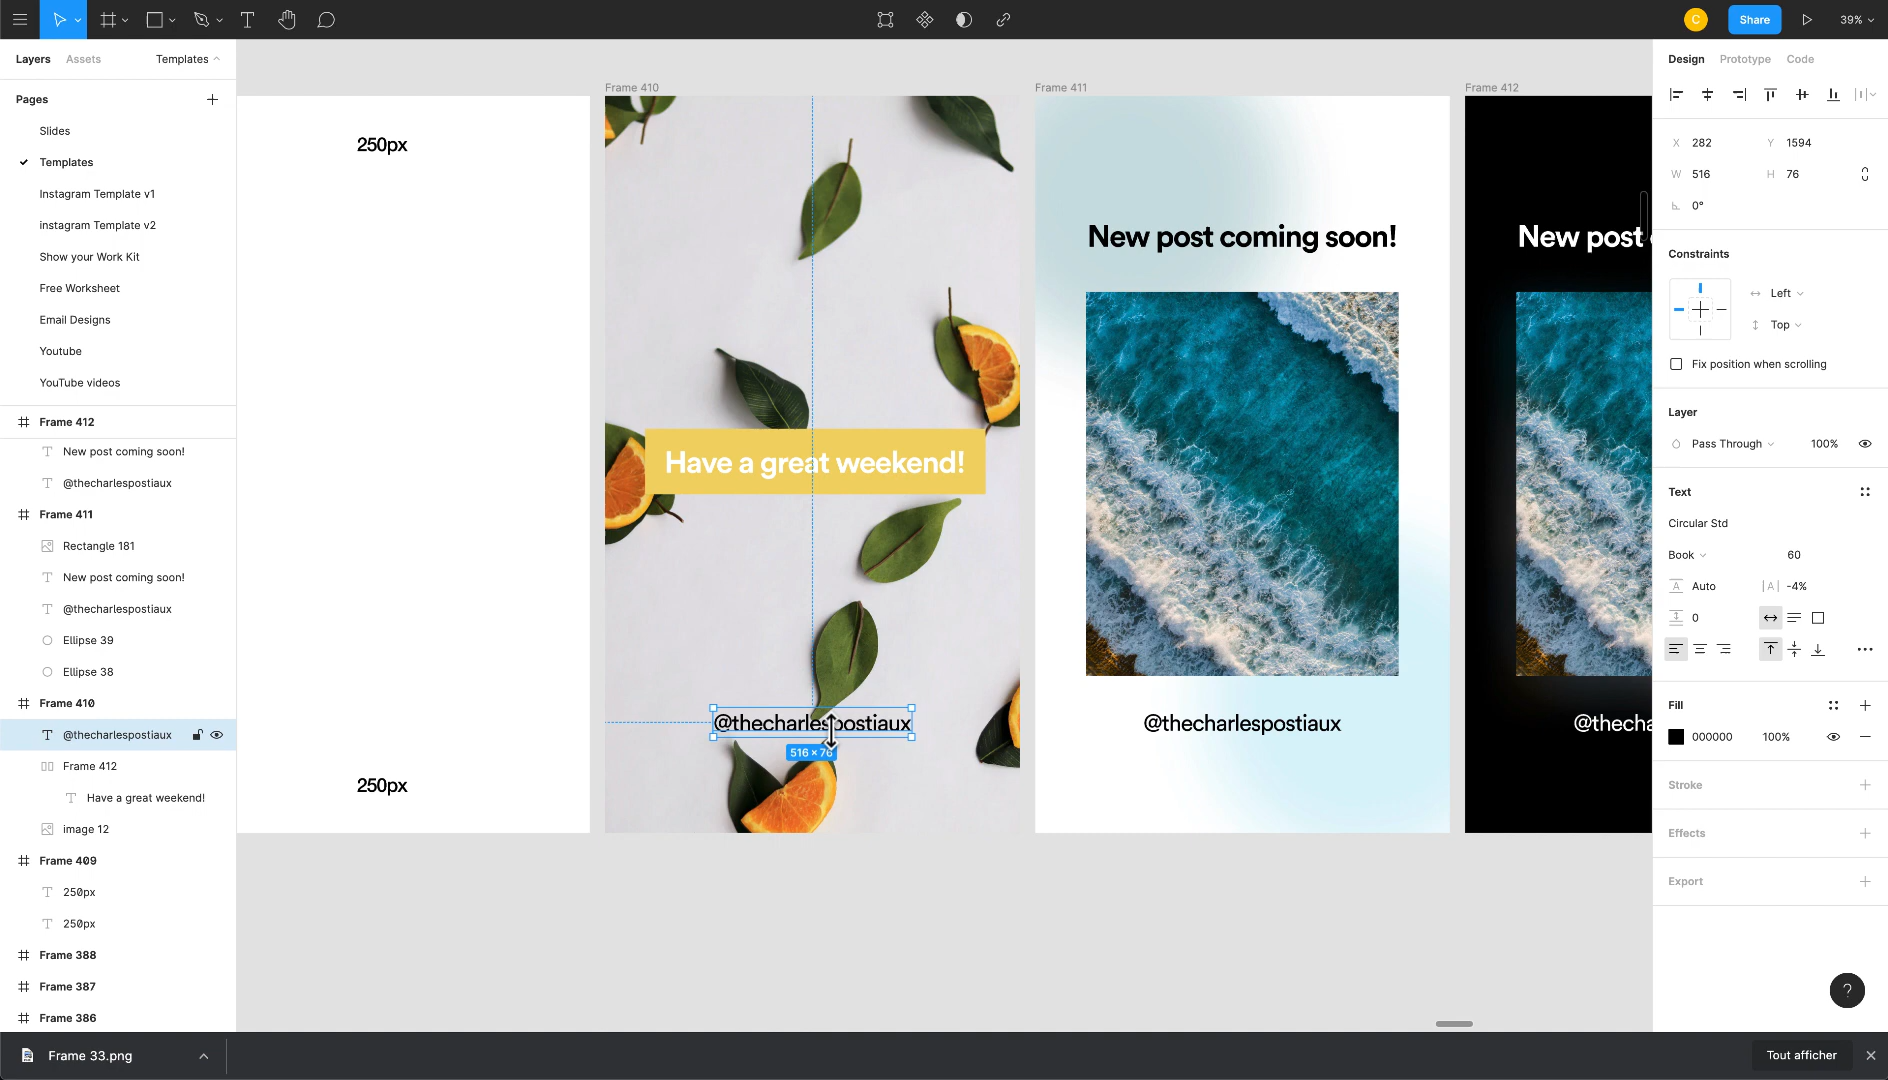 C
Share
39%
Layers
Assets
Templates
Design
Prototype
Code
Pages
Slides
Templates
Instagram Template v1
instagram Template v2
Show your Work Kit
Free Worksheet
Email Designs
Youtube
YouTube videos
Frame 412
New post coming soon!
@thecharlespostiaux
Frame 411
Rectangle 181
New post coming soon!
@thecharlespostiaux
Ellipse 39
Ellipse 38
Frame 410
@thecharlespostiaux
Frame 412
Have a great weekend!
image 12
Frame 409
250px
250px
Frame 388
Frame 387
Frame 386
250px
250px
Frame 410
Have a great weekend!
@thecharlespostiaux
516 × 76
Frame 411
New post coming soon!
@thecharlespostiaux
Frame 412
New post
@thecha
X 282
Y 1594
W 516
H 76
0°
Constraints
Left
Top
Fix position when scrolling
Layer
Pass Through
100%
Text
Circular Std
Book
60
A Auto
|A| -4%
0
Fill
000000
100%
Stroke
Effects
Export
?
Frame 33.png
Tout afficher